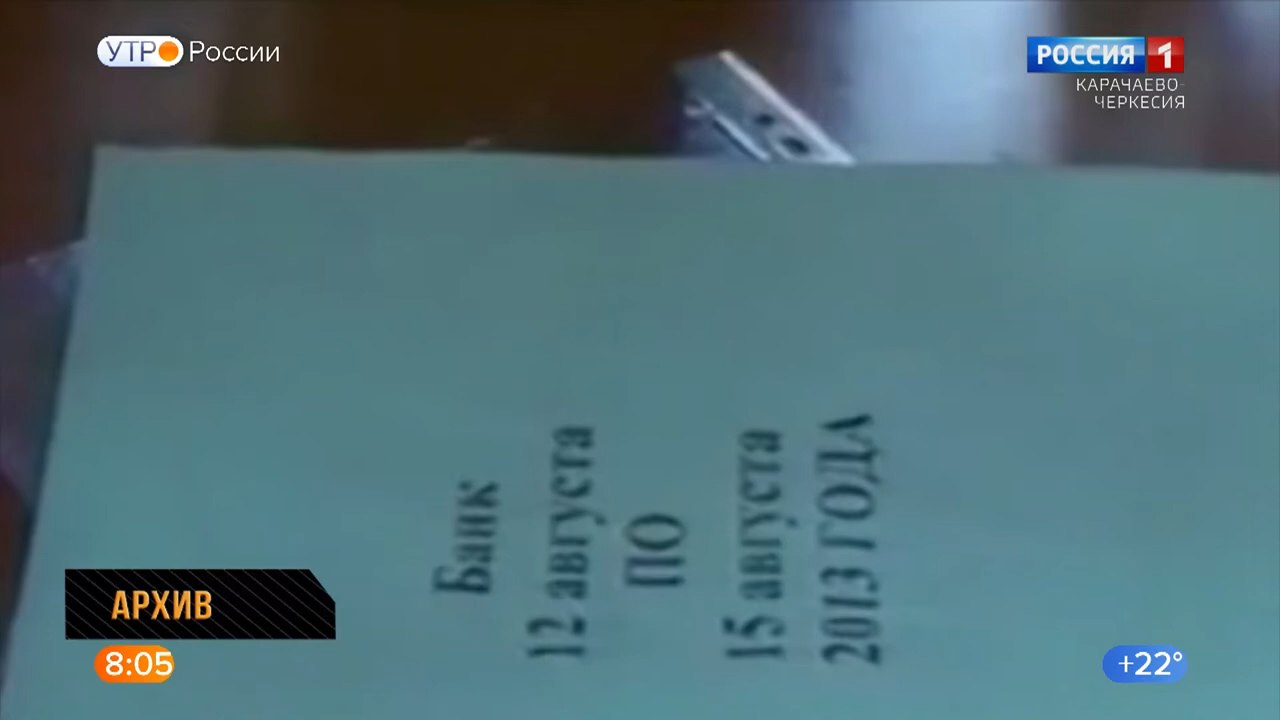 УТРО России
РОССИЯ 1
КАРАЧАЕВО-
ЧЕРКЕСИЯ
Банк
12 августа
ПО
15 августа
2013 ГОДА
АРХИВ
8:05
+22°